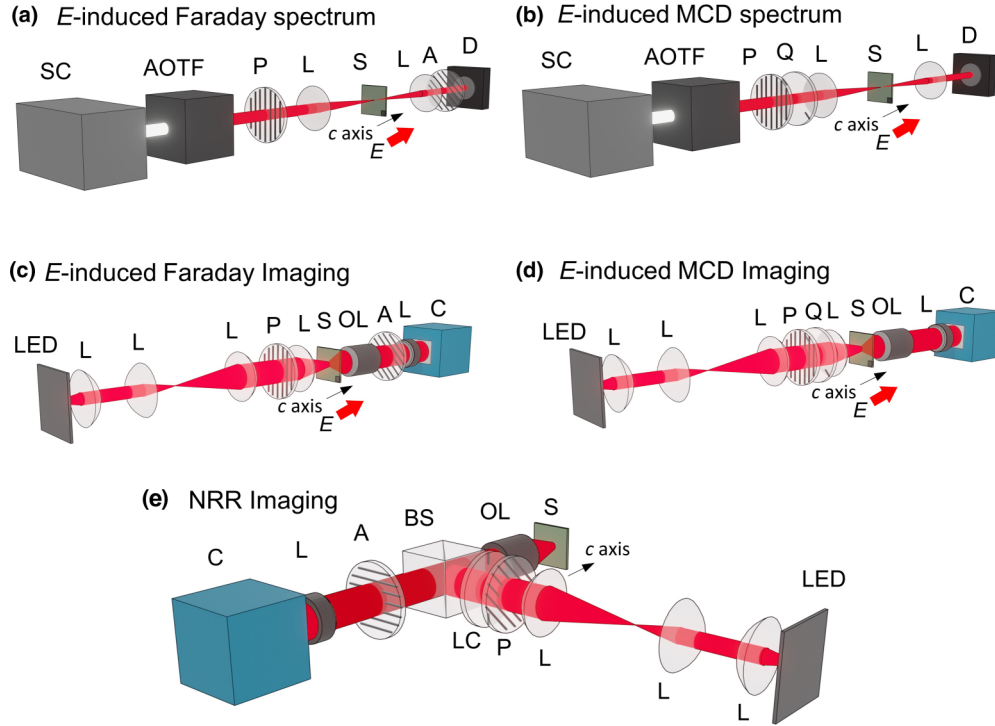 (a) E-induced Faraday spectrum
SC AOTF P L S L A D
c axis
E
(b) E-induced MCD spectrum
SC AOTF P Q L S L D
c axis
E
(c) E-induced Faraday Imaging
LED L L L P L S OL A L C
c axis
E
(d) E-induced MCD Imaging
LED L L L P Q L S OL L C
c axis
E
(e) NRR Imaging
C L A BS OL S
c axis
LED
LC P L L L